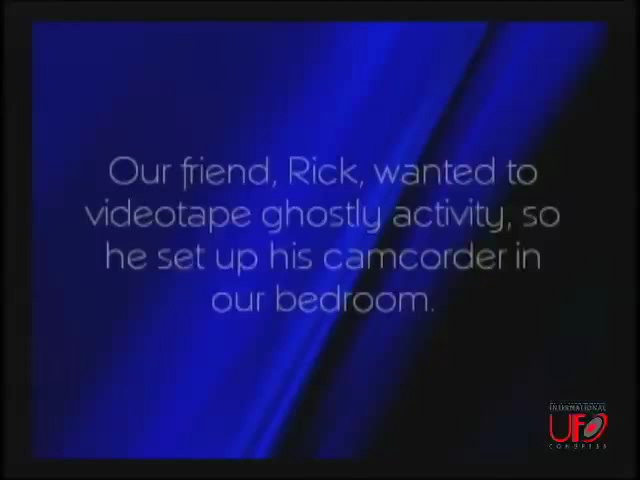 Our friend, Rick, wanted to
videotape ghostly activity, so
he set up his camcorder in
our bedroom.
INTERNATIONAL
UFO
CONGRESS